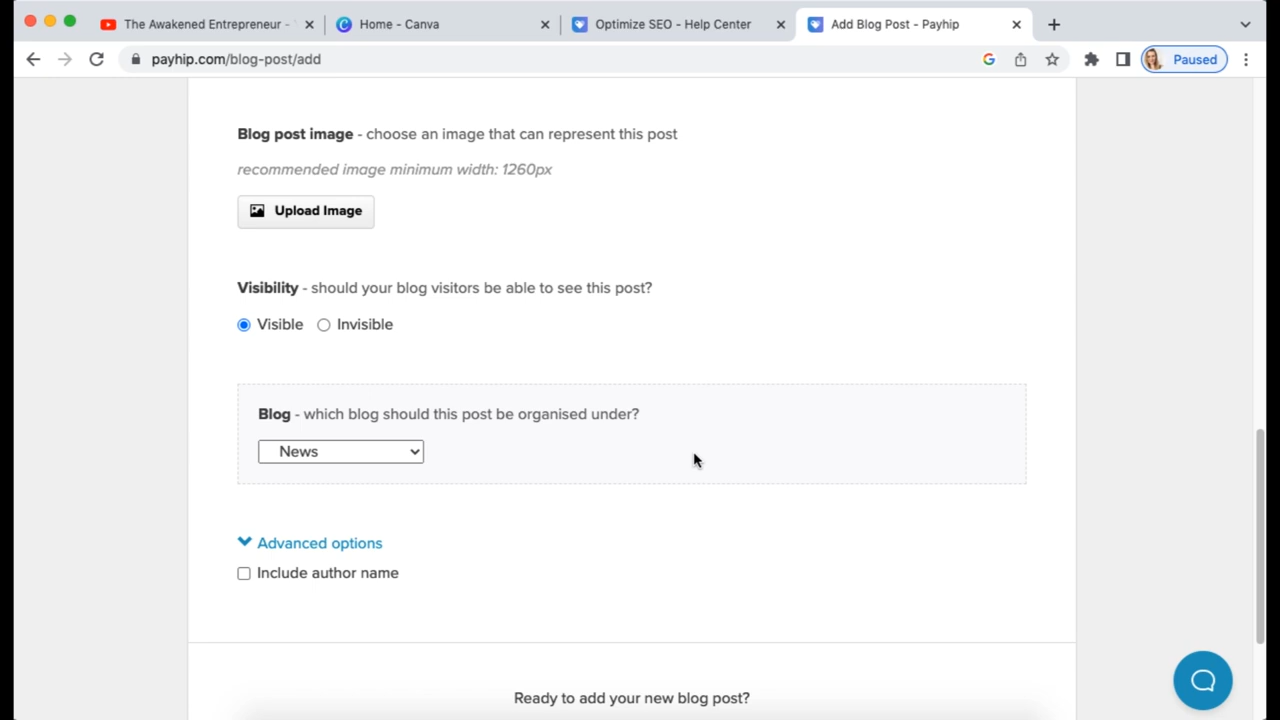 The Awakened Entrepreneur -
Home - Canva
Optimize SEO - Help Center
Add Blog Post - Payhip
payhip.com/blog-post/add
Paused
Blog post image - choose an image that can represent this post
recommended image minimum width: 1260px
Upload Image
Visibility - should your blog visitors be able to see this post?
Visible Invisible
Blog - which blog should this post be organised under?
News
Advanced options
Include author name
Ready to add your new blog post?